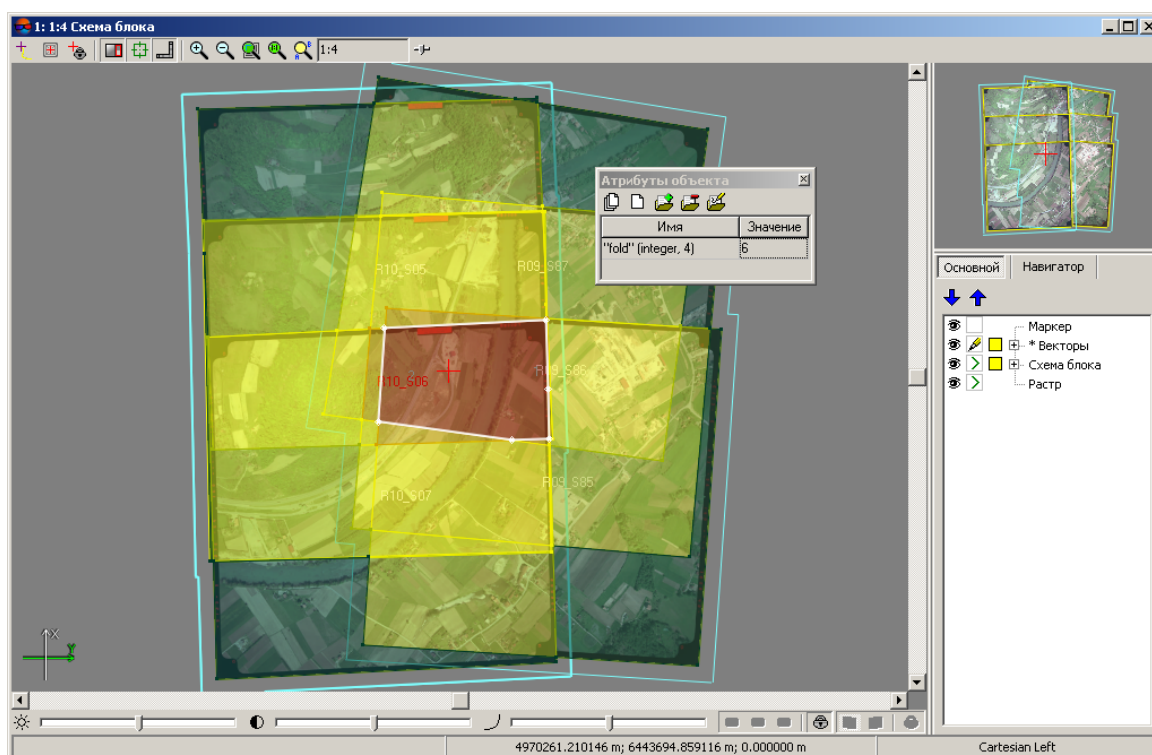 1: 1:4 Схема блока
1:4
Атрибуты объекта
Имя Значение
"fold" (integer, 4) 6
R10_S05 R09_S87
R10_S06 R09_S86
R10_S07 R09_S85
X
Y
Основной Навигатор
Маркер
* Векторы
Схема блока
Растр
4970261.210146 m; 6443694.859116 m; 0.000000 m Cartesian Left